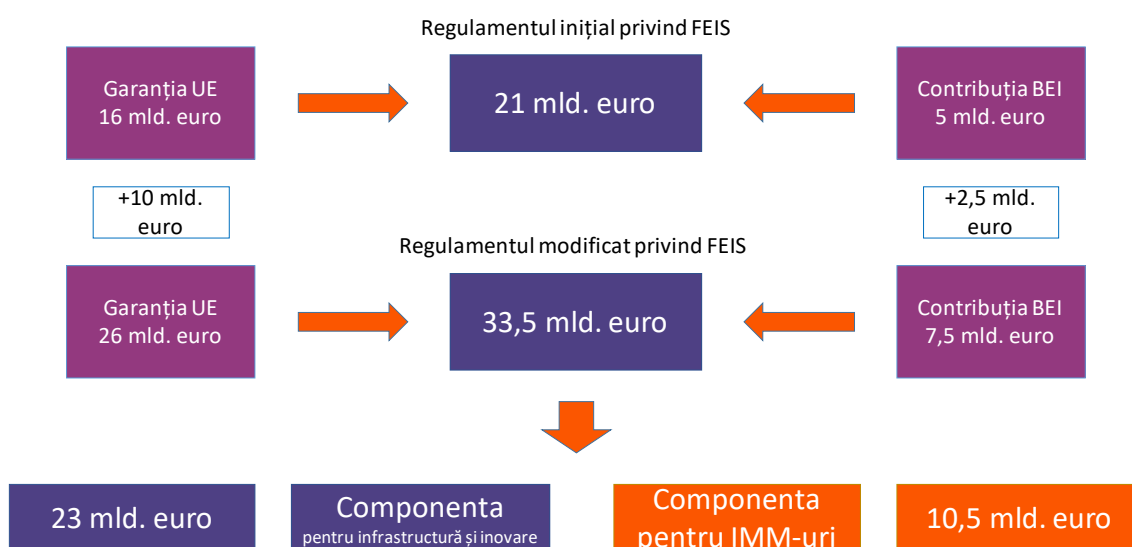 Regulamentul inițial privind FEIS
Garanția UE
16 mld. euro
21 mld. euro
Contribuția BEI
5 mld. euro
+10 mld.
euro
+2,5 mld.
euro
Regulamentul modificat privind FEIS
Garanția UE
26 mld. euro
33,5 mld. euro
Contribuția BEI
7,5 mld. euro
23 mld. euro
Componenta
pentru infrastructură și inovare
Componenta
pentru IMM-uri
10,5 mld. euro